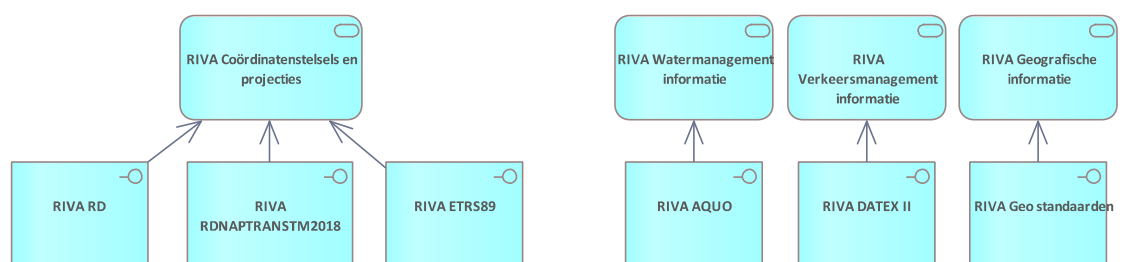 RIVA Coördinatenstelsels en
projecties
RIVA Watermanagement
informatie
RIVA
Verkeersmanagement
informatie
RIVA Geografische
informatie
RIVA RD
RIVA
RDNAPTRANSTM2018
RIVA ETRS89
RIVA AQUO
RIVA DATEX II
RIVA Geo standaarden